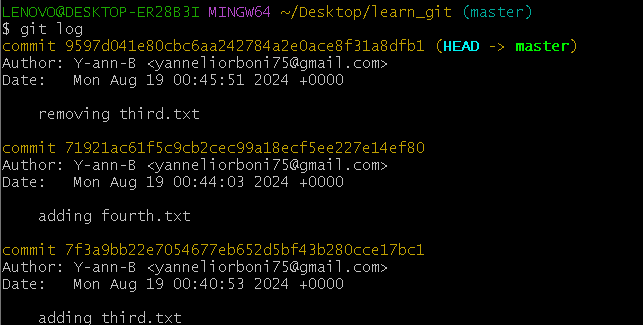 LENOVO@DESKTOP-ER28B3I MINGW64 ~/Desktop/learn_git (master)
$ git log
commit 9597d041e80cbc6aa242784a2e0ace8f31a8dfb1 (HEAD -> master)
Author: Y-ann-B <yanneliorboni75@gmail.com>
Date:   Mon Aug 19 00:45:51 2024 +0000
removing third.txt
commit 71921ac61f5c9cb2cec99a18ecf5ee227e14ef80
Author: Y-ann-B <yanneliorboni75@gmail.com>
Date:   Mon Aug 19 00:44:03 2024 +0000
adding fourth.txt
commit 7f3a9bb22e7054677eb652d5bf43b280cce17bc1
Author: Y-ann-B <yanneliorboni75@gmail.com>
Date:   Mon Aug 19 00:40:53 2024 +0000
adding third.txt